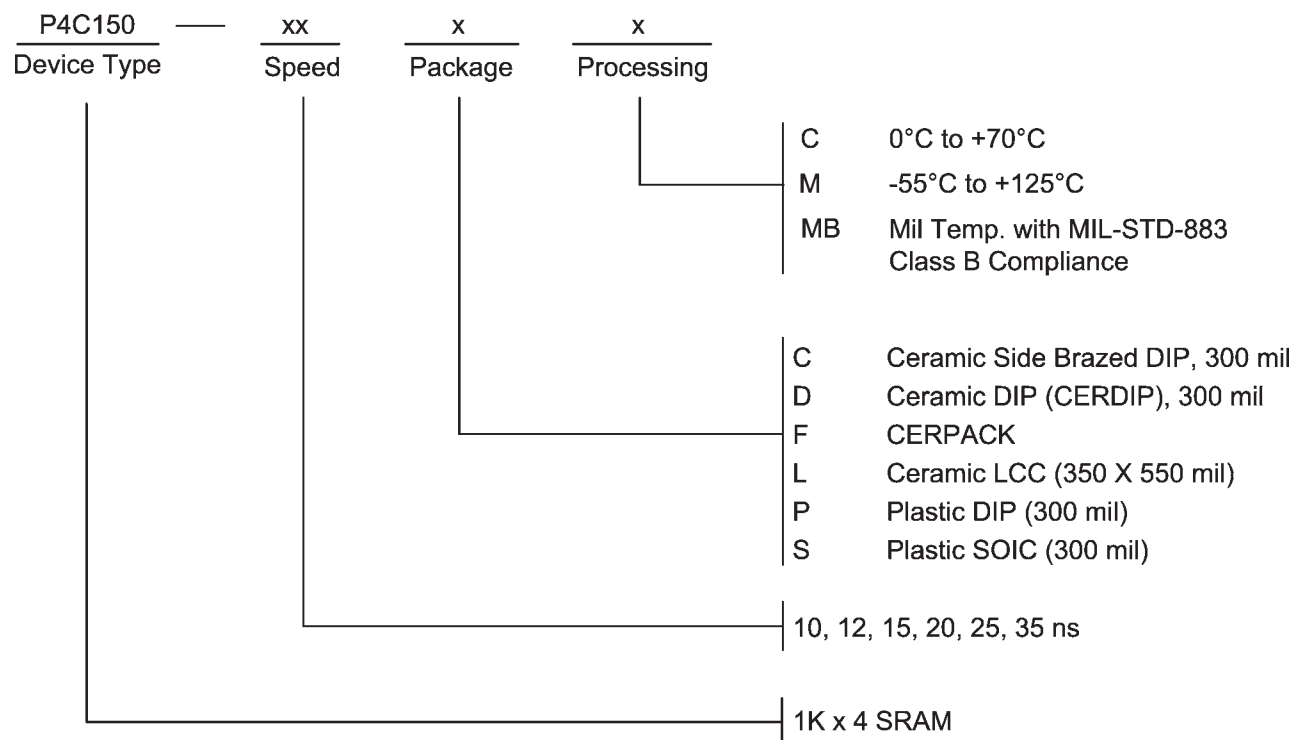 P4C150 — xx x x
Device Type Speed Package Processing
C 0°C to +70°C
M -55°C to +125°C
MB Mil Temp. with MIL-STD-883
Class B Compliance
C Ceramic Side Brazed DIP, 300 mil
D Ceramic DIP (CERDIP), 300 mil
F CERPACK
L Ceramic LCC (350 X 550 mil)
P Plastic DIP (300 mil)
S Plastic SOIC (300 mil)
10, 12, 15, 20, 25, 35 ns
1K x 4 SRAM